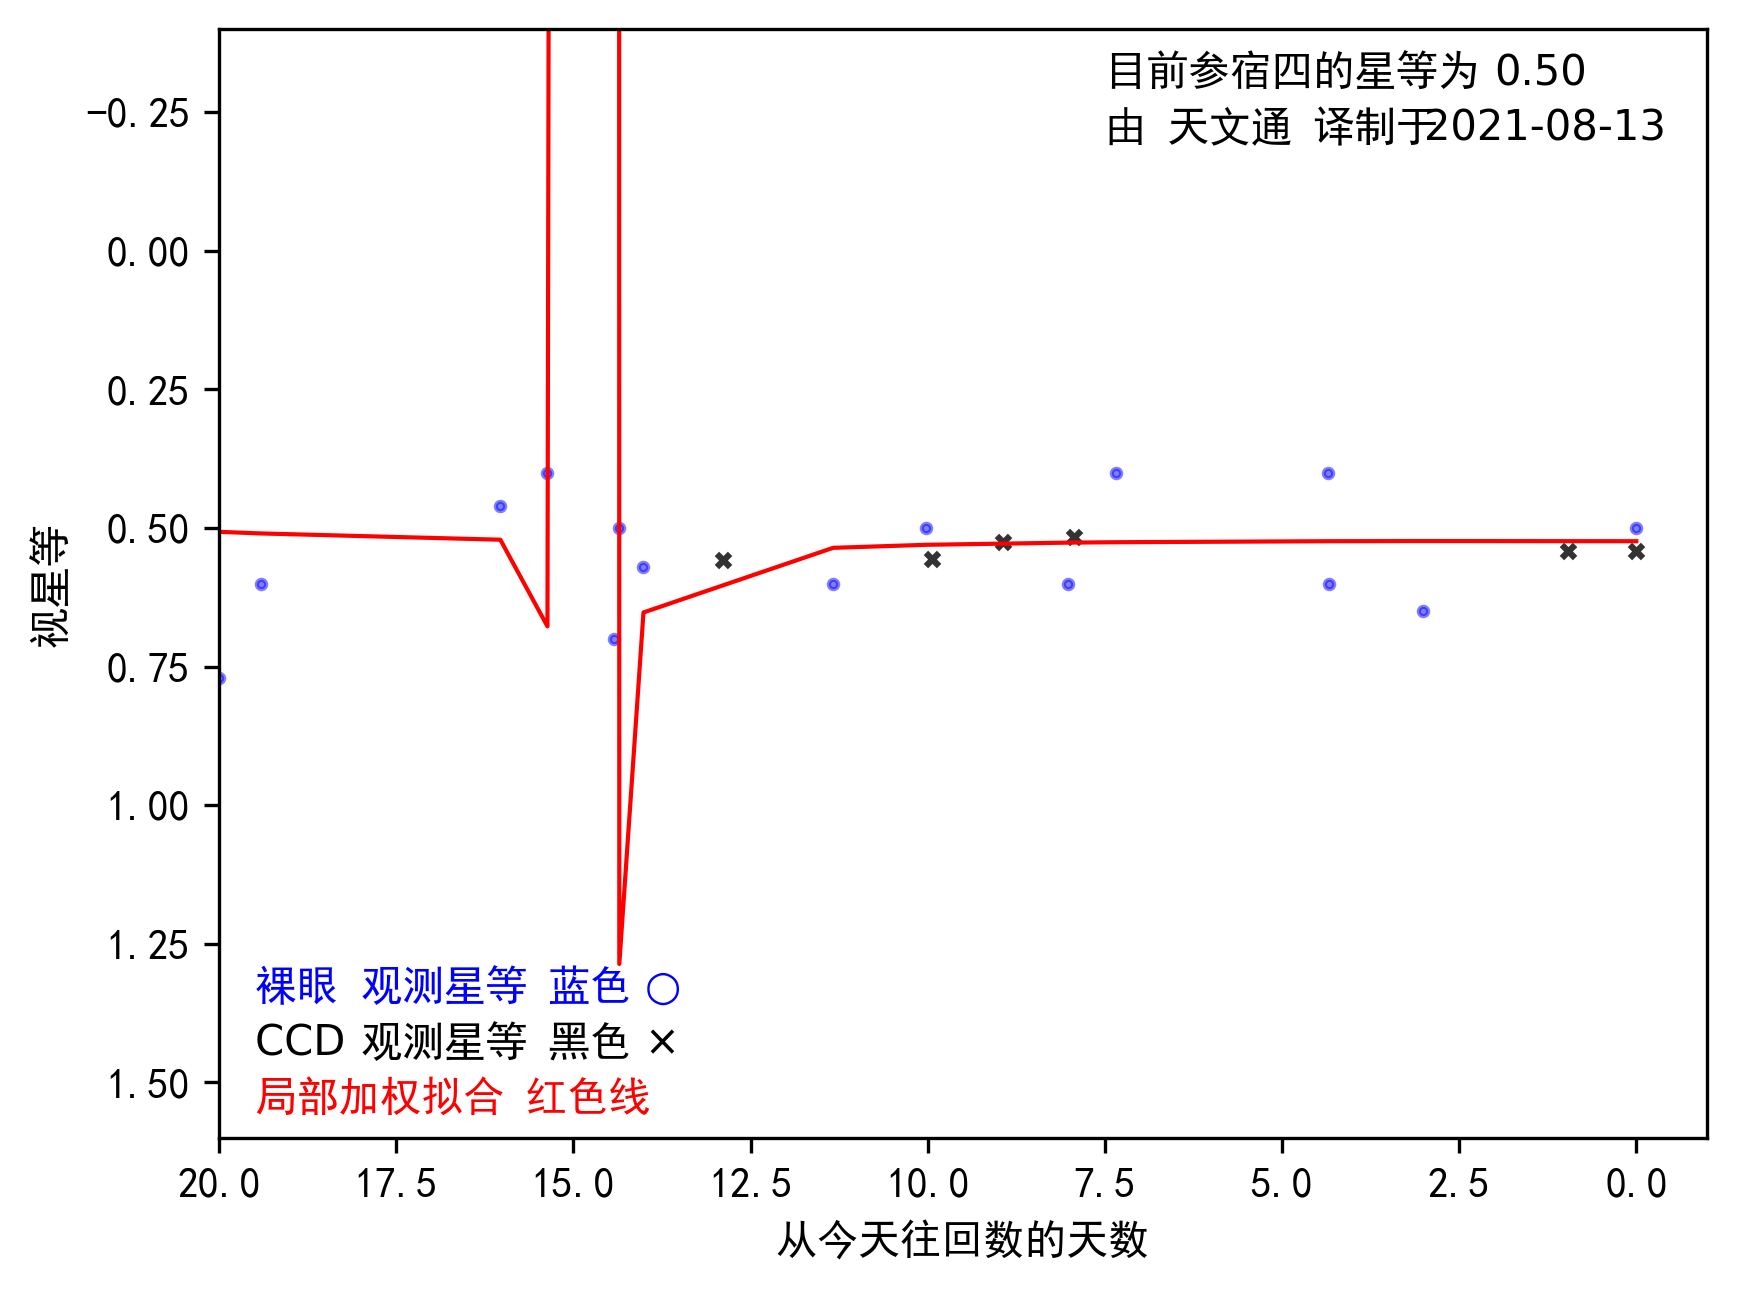 目前参宿四的星等为 0.50
由 天文通 译制于2021-08-13
-0.25
0.00
0.25
0.50
0.75
1.00
1.25
1.50
视星等
裸眼 观测星等 蓝色 ○
CCD 观测星等 黑色 ×
局部加权拟合 红色线
20.0 17.5 15.0 12.5 10.0 7.5 5.0 2.5 0.0
从今天往回数的天数